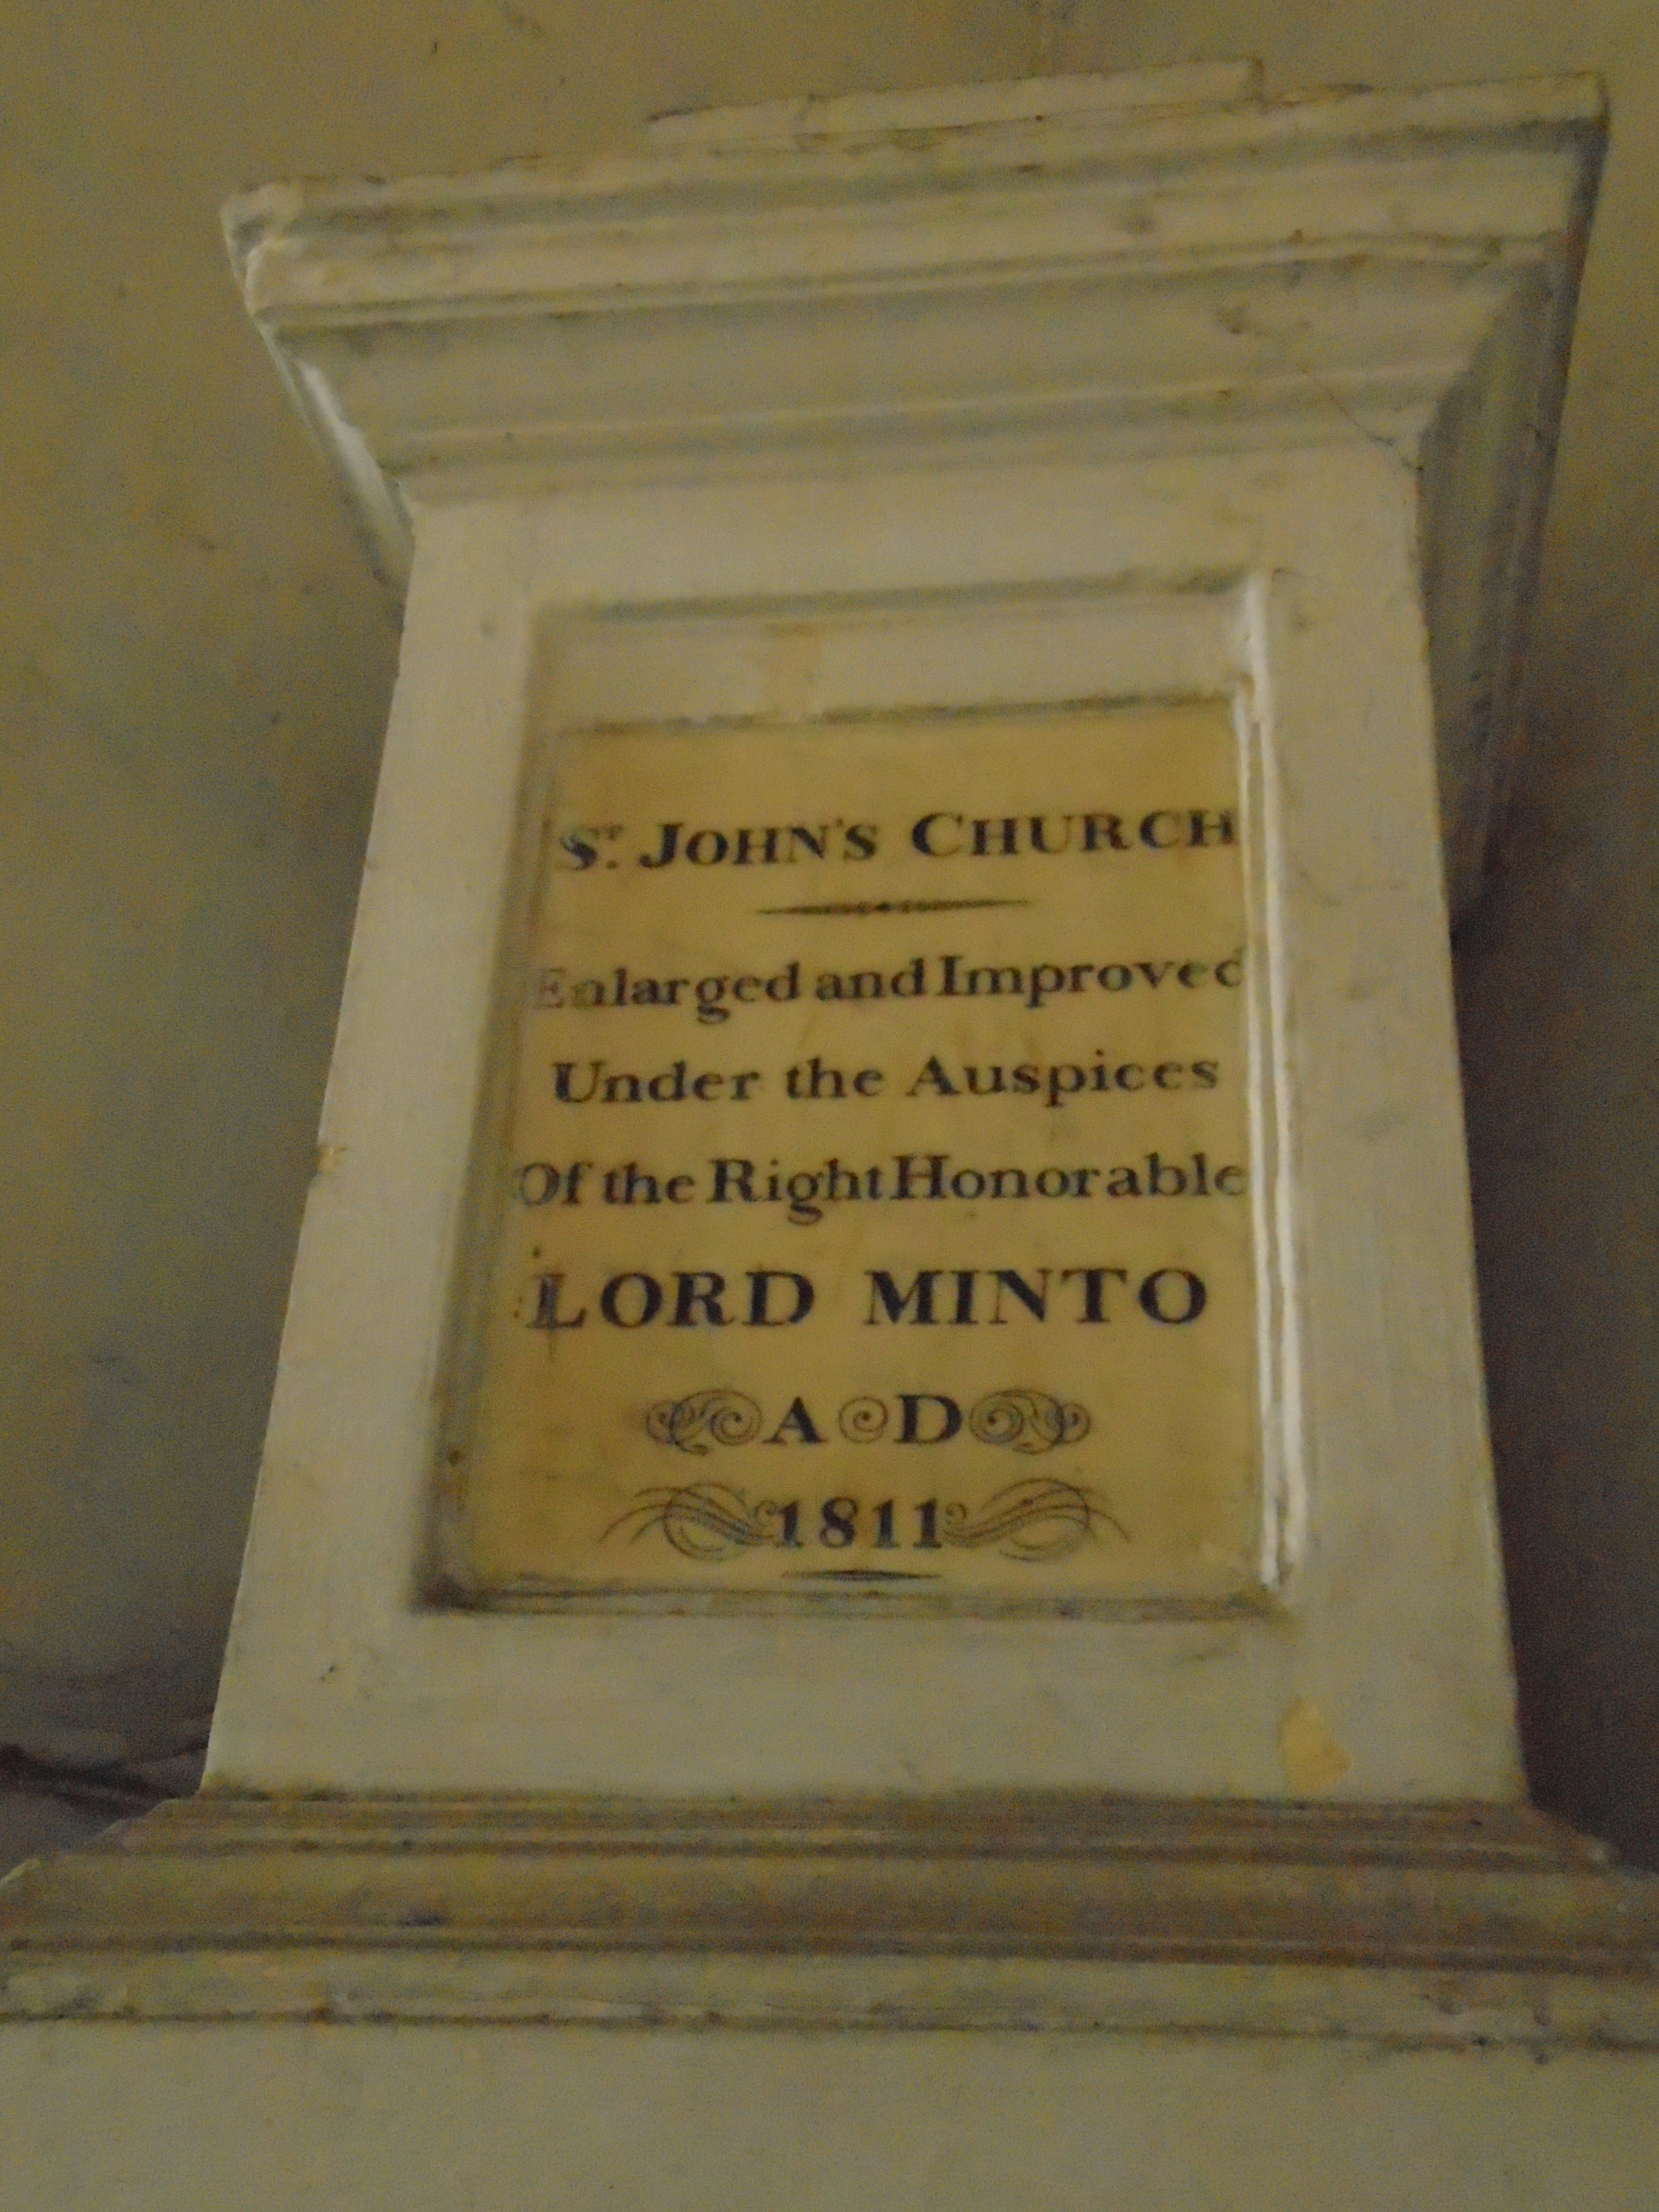 ST. JOHN'S CHURCH
Enlarged and Improved
Under the Auspices
Of the Right Honorable
LORD MINTO
A D
1811